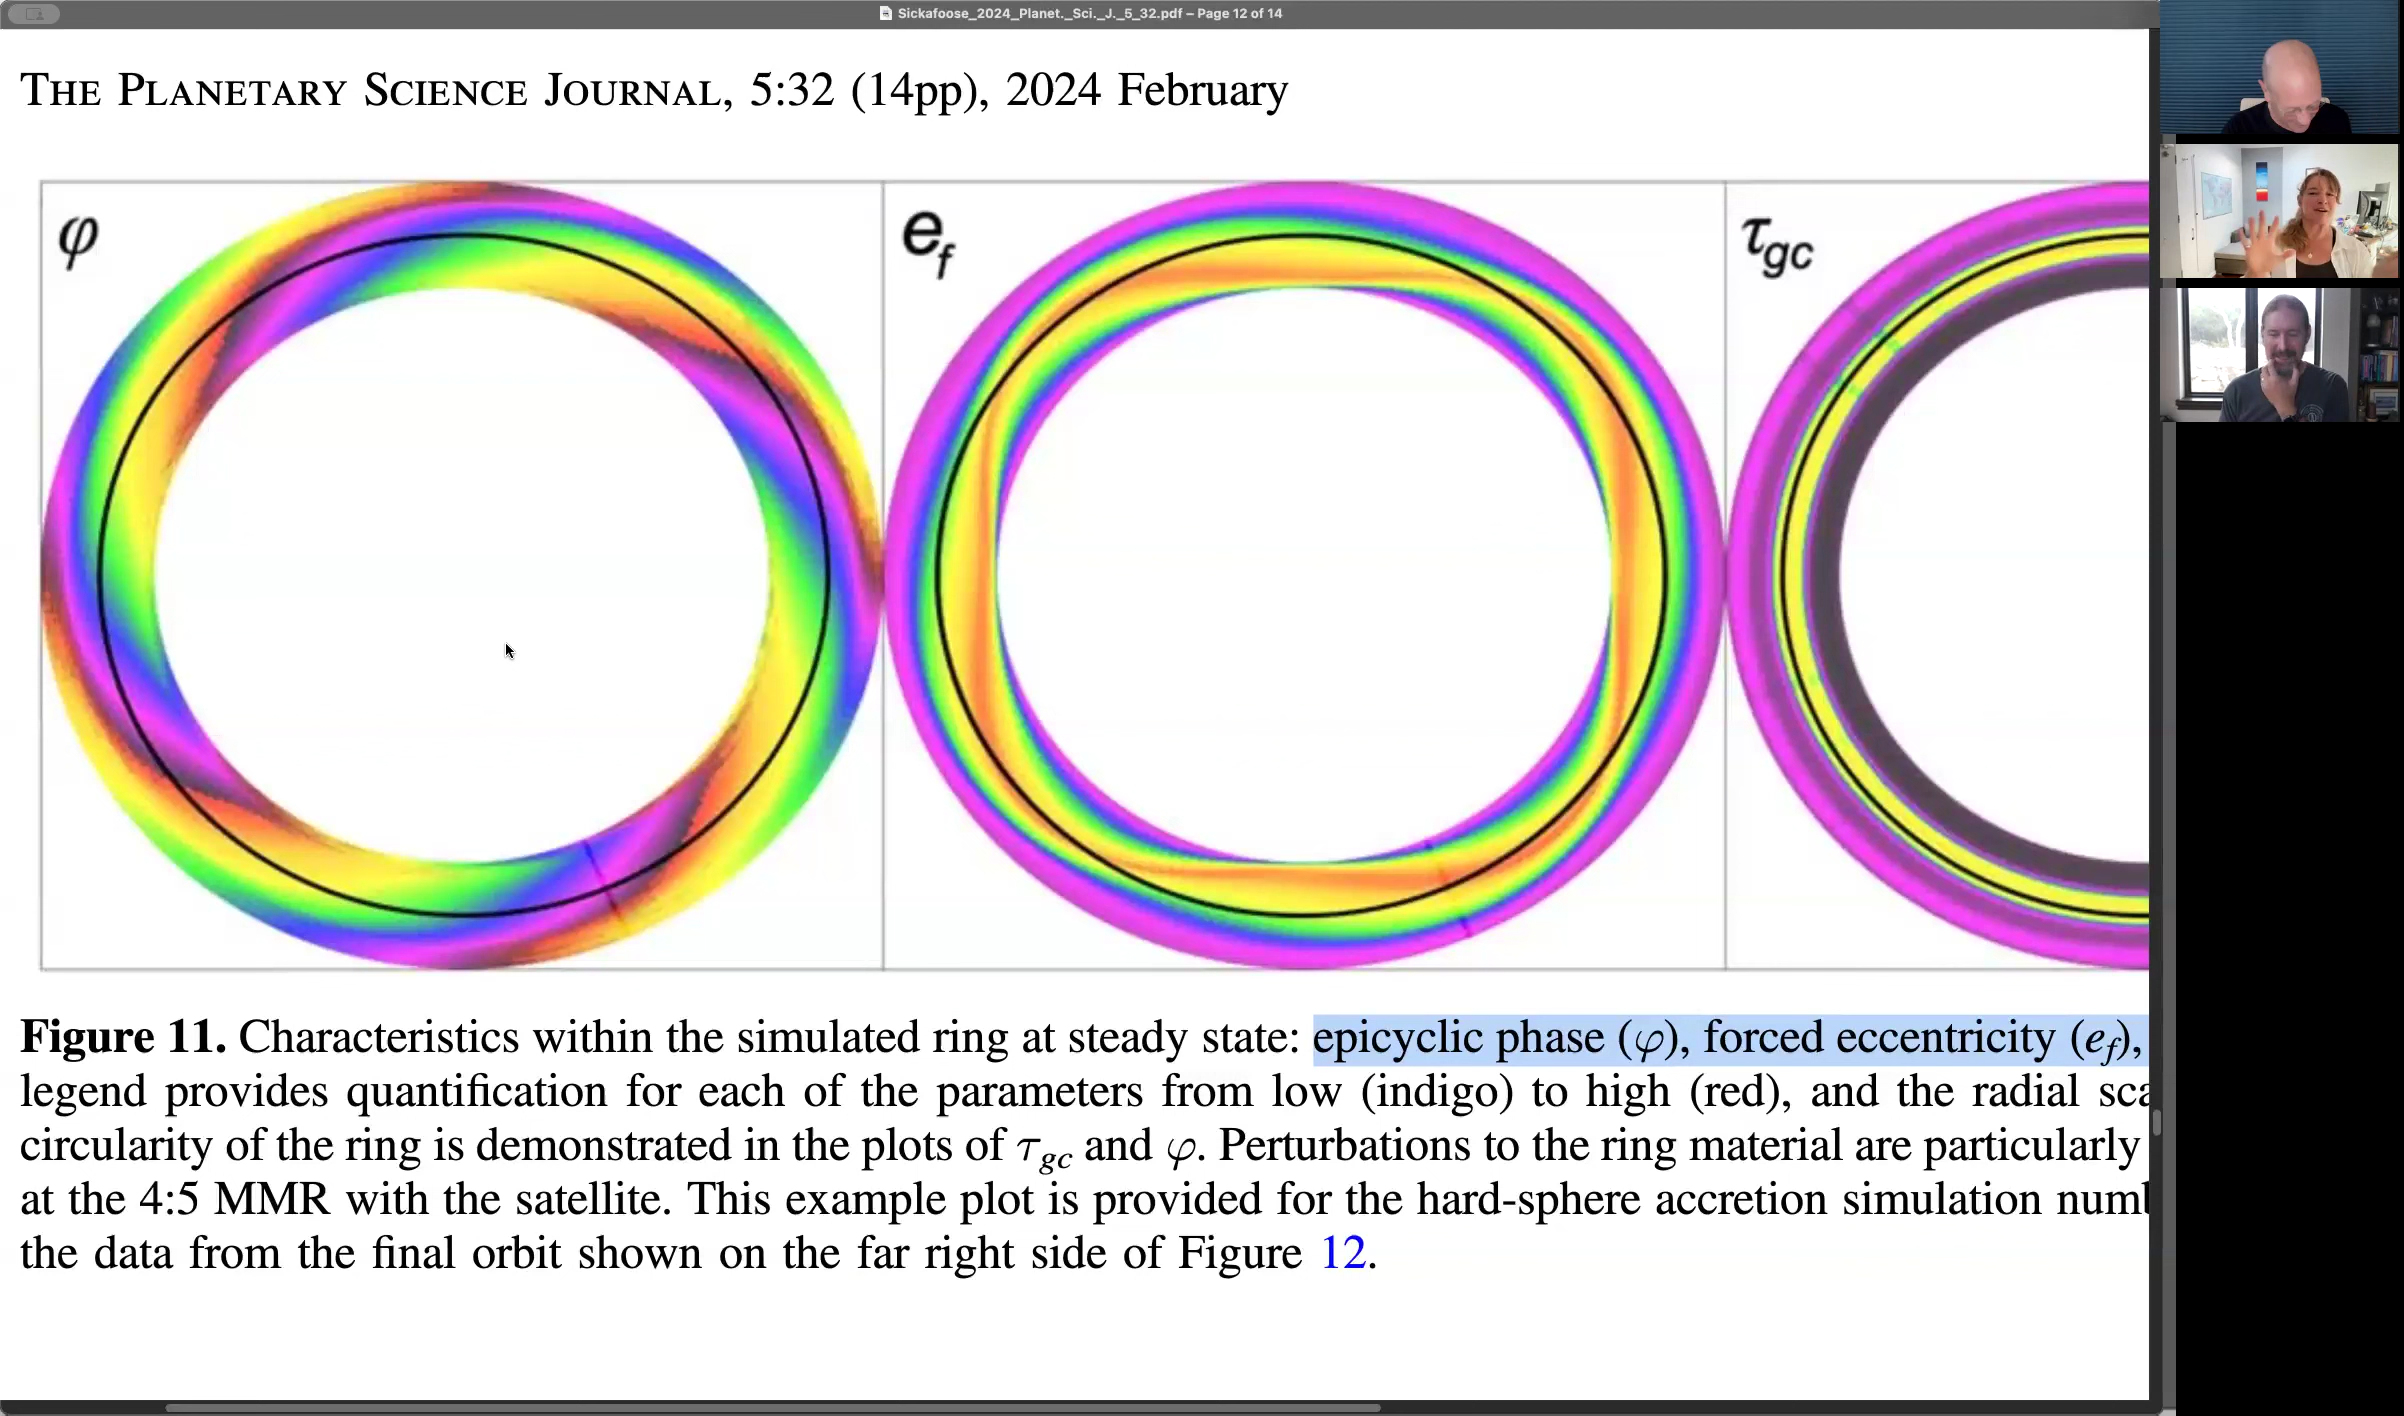 Sickafoose_2024_Planet._Sci._J._5_32.pdf – Page 12 of 14
THE PLANETARY SCIENCE JOURNAL, 5:32 (14pp), 2024 February
φ
e_f
τ_gc
Figure 11. Characteristics within the simulated ring at steady state: epicyclic phase (φ), forced eccentricity (e_f),
legend provides quantification for each of the parameters from low (indigo) to high (red), and the radial
circularity of the ring is demonstrated in the plots of τ_gc and φ. Perturbations to the ring material are particularly
at the 4:5 MMR with the satellite. This example plot is provided for the hard-sphere accretion simulation
the data from the final orbit shown on the far right side of Figure 12.